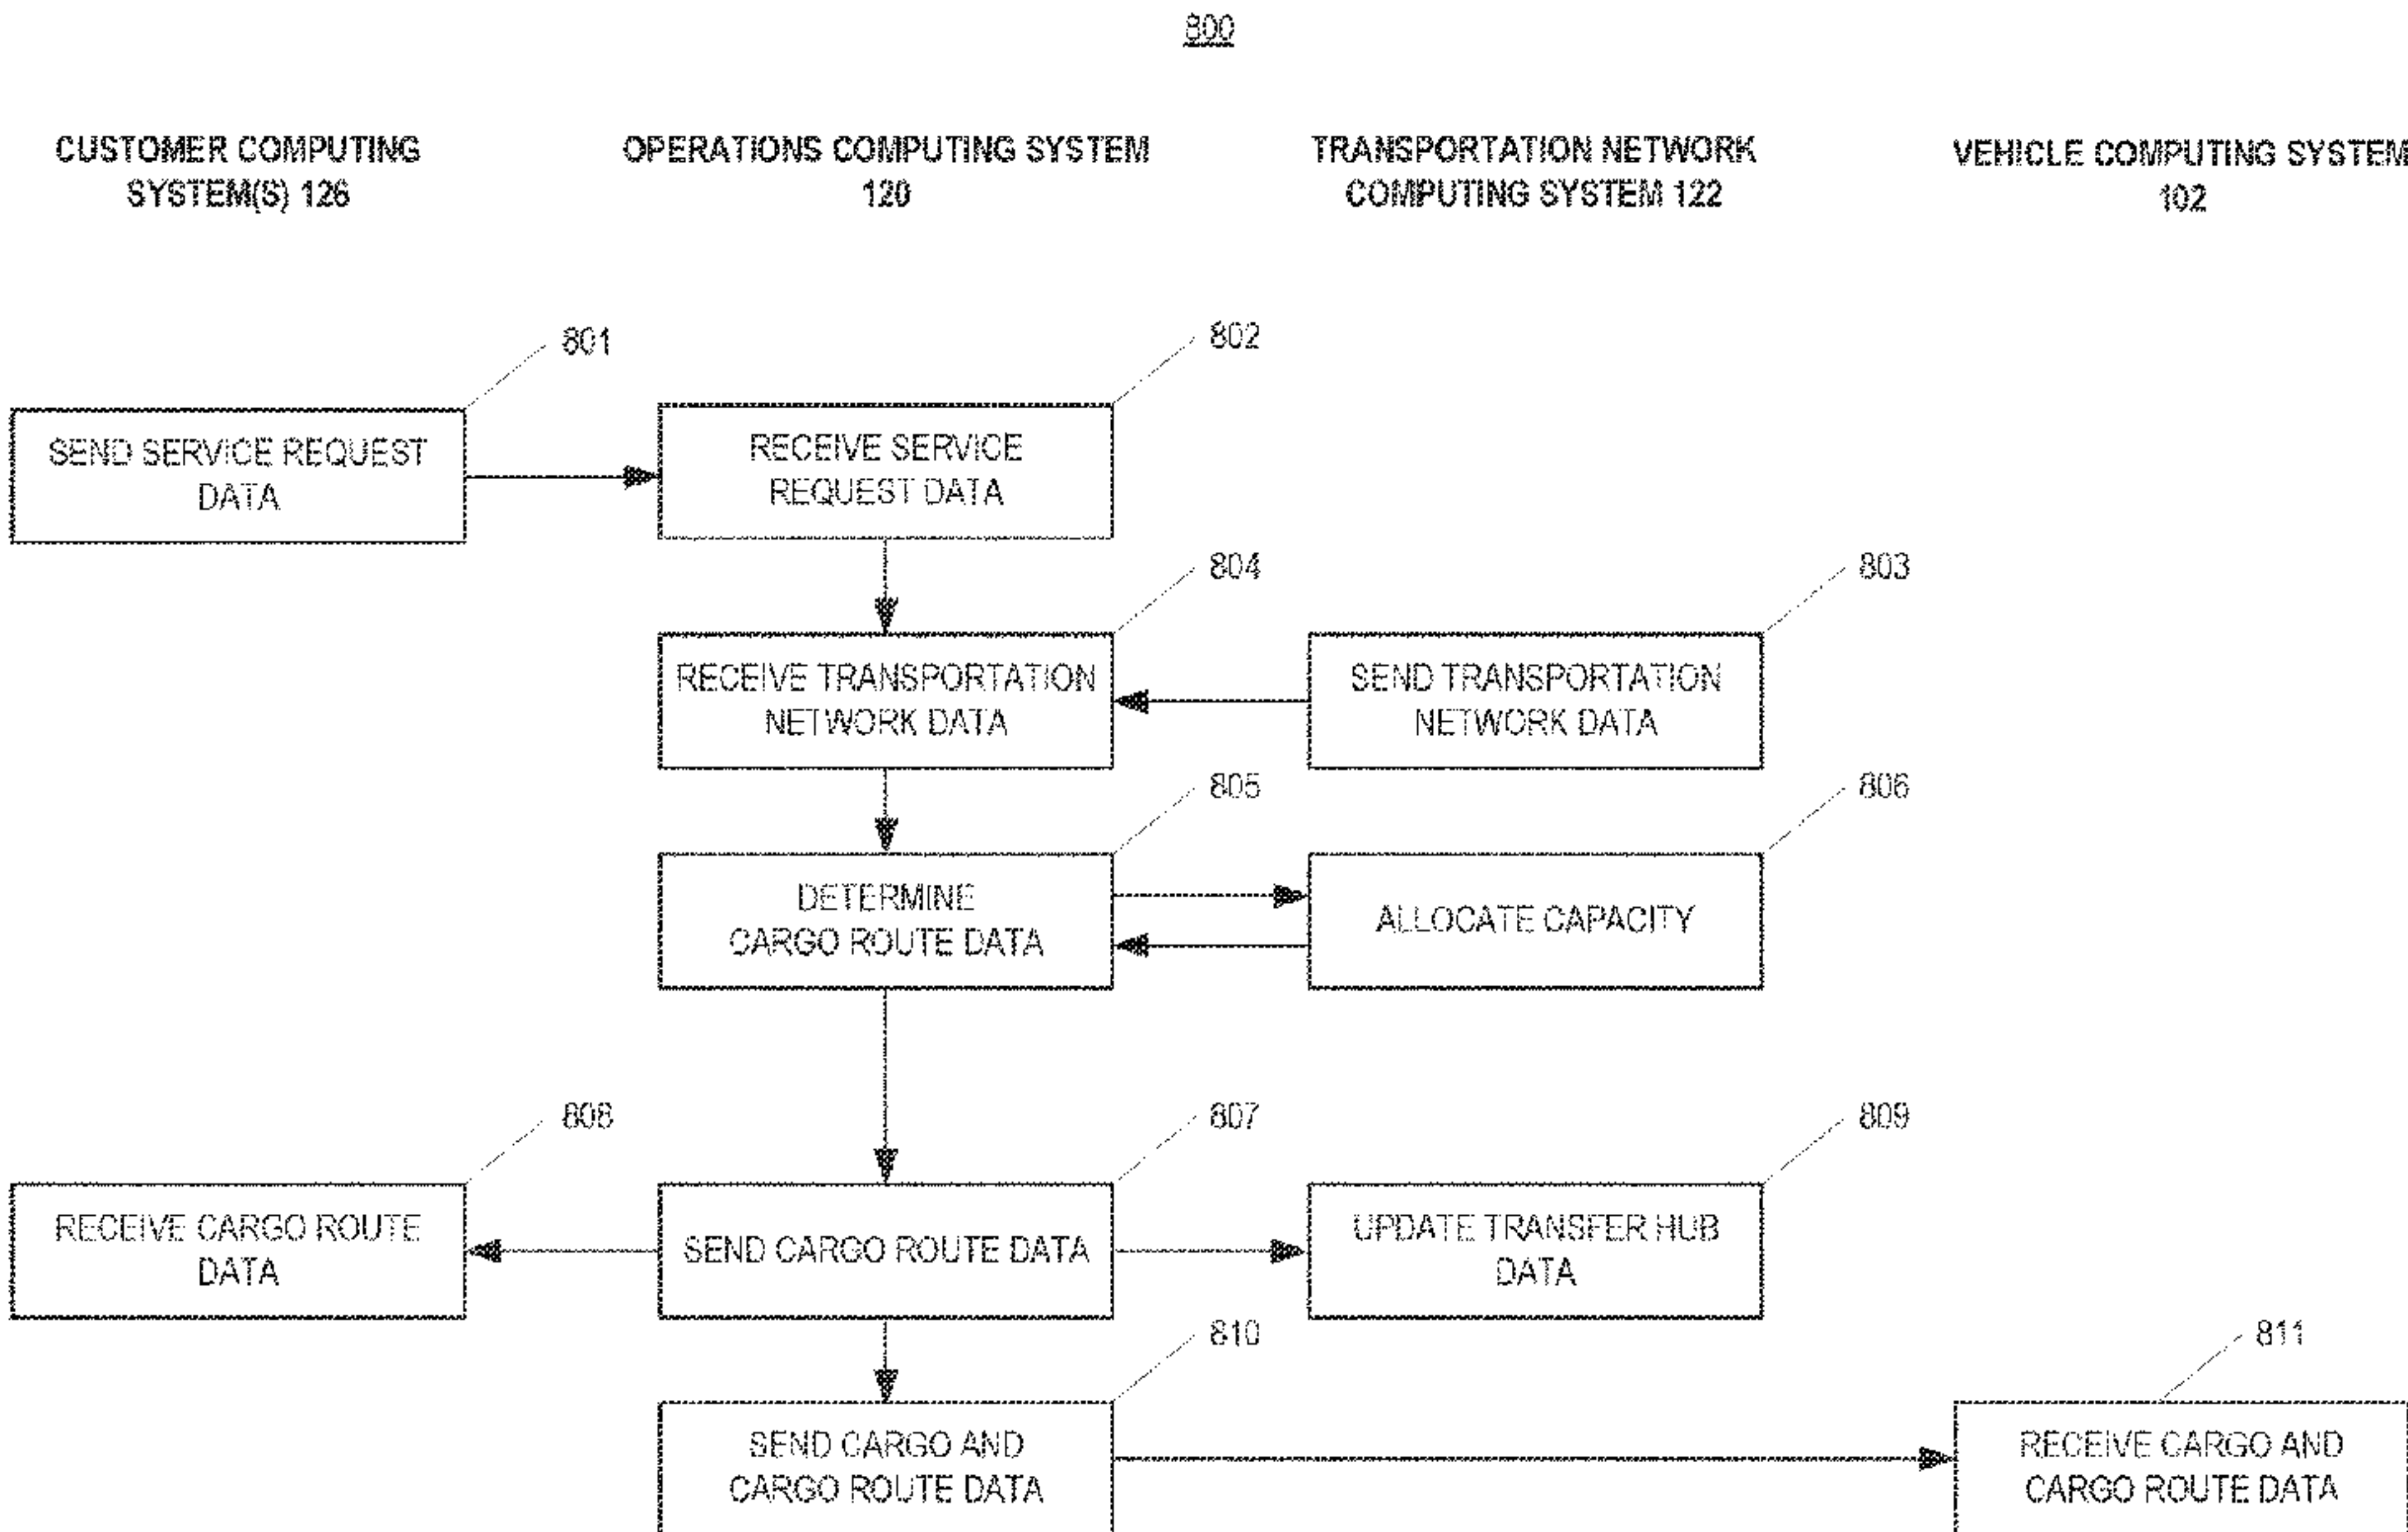 800
CUSTOMER COMPUTING
SYSTEM(S) 126
OPERATIONS COMPUTING SYSTEM
120
TRANSPORTATION NETWORK
COMPUTING SYSTEM 122
VEHICLE COMPUTING SYSTEM
102
801
802
SEND SERVICE REQUEST
DATA
RECEIVE SERVICE
REQUEST DATA
804
803
RECEIVE TRANSPORTATION
NETWORK DATA
SEND TRANSPORTATION
NETWORK DATA
805
806
DETERMINE
CARGO ROUTE DATA
ALLOCATE CAPACITY
808
807
809
RECEIVE CARGO ROUTE
DATA
SEND CARGO ROUTE DATA
UPDATE TRANSFER HUB
DATA
810
811
SEND CARGO AND
CARGO ROUTE DATA
RECEIVE CARGO AND
CARGO ROUTE DATA